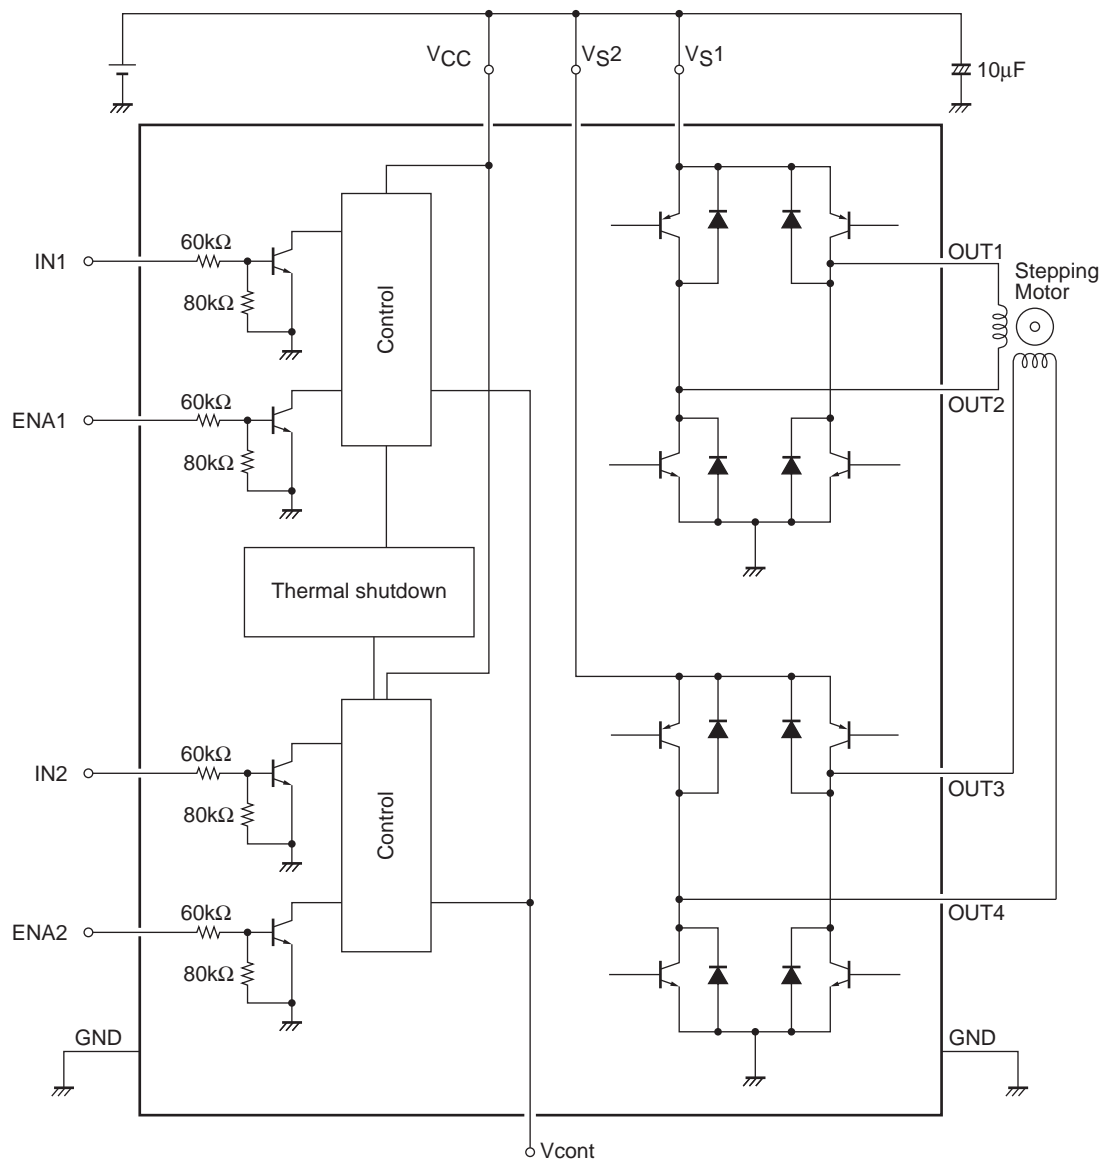 VCC
VS2
VS1
10μF
IN1
60kΩ
80kΩ
Control
OUT1
Stepping
Motor
ENA1
60kΩ
80kΩ
OUT2
Thermal shutdown
IN2
60kΩ
80kΩ
Control
OUT3
ENA2
60kΩ
80kΩ
OUT4
GND
GND
Vcont